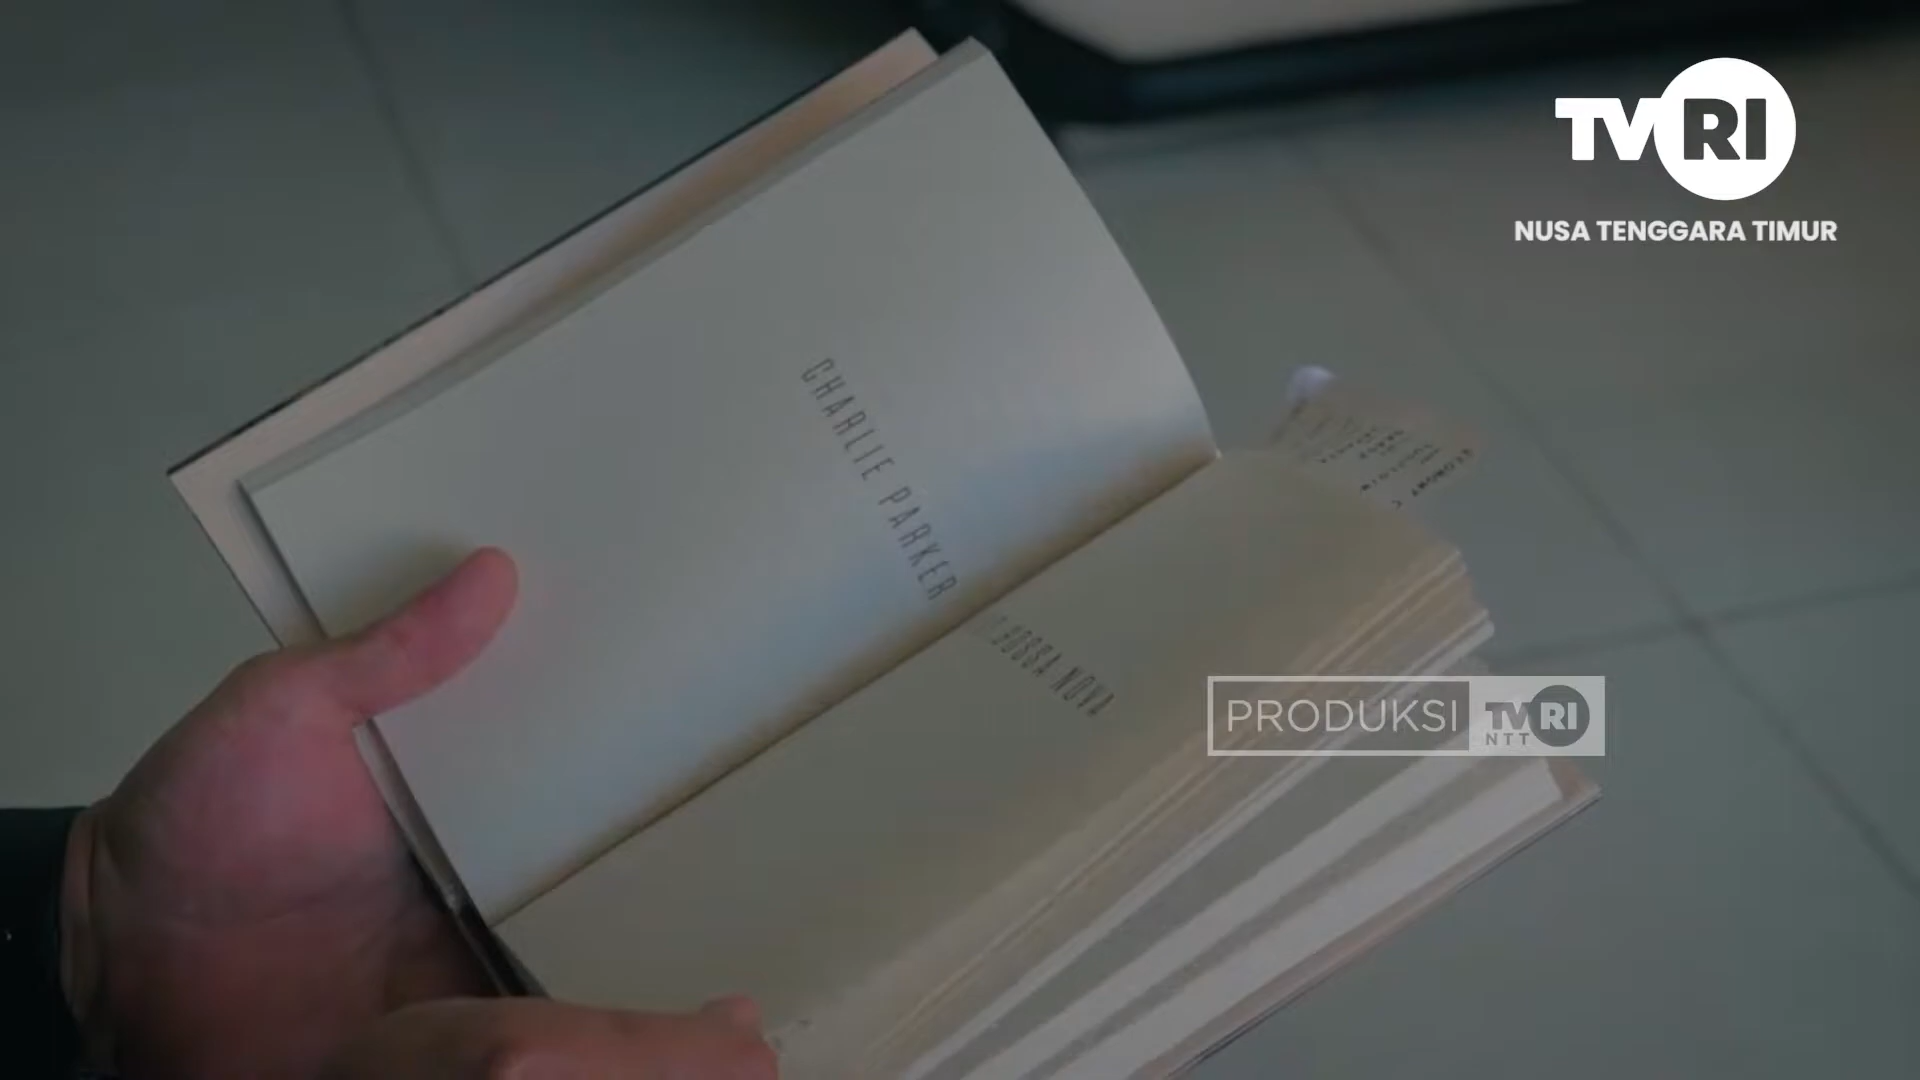 TVRI
NUSA TENGGARA TIMUR
CHARLIE PARKER
BOSSA NOVA
PRODUKSI TVRI
NTT